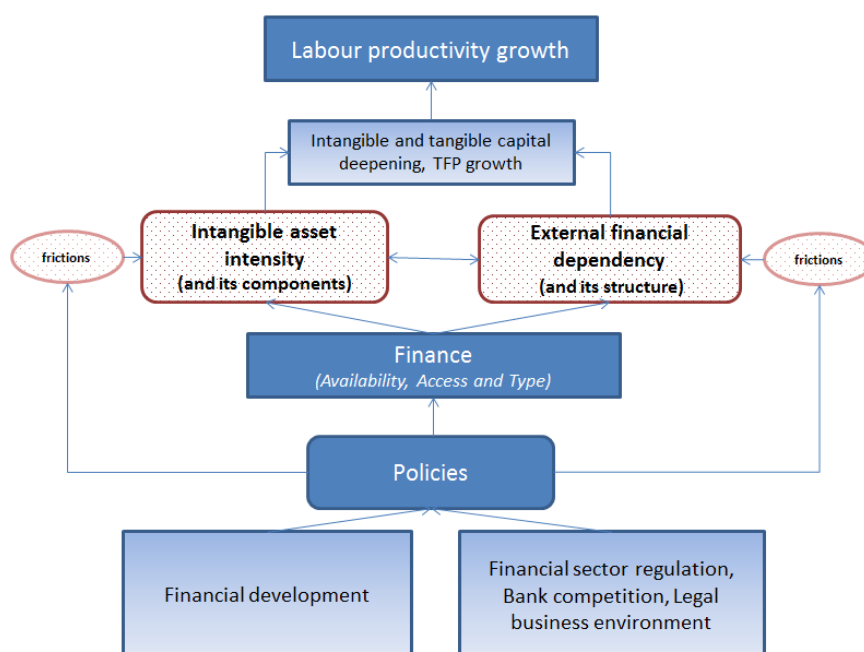 Labour productivity growth
Intangible and tangible capital
deepening, TFP growth
Intangible asset
intensity
(and its components)
External financial
dependency
(and its structure)
frictions
frictions
Finance
(Availability, Access and Type)
Policies
Financial development
Financial sector regulation,
Bank competition, Legal
business environment